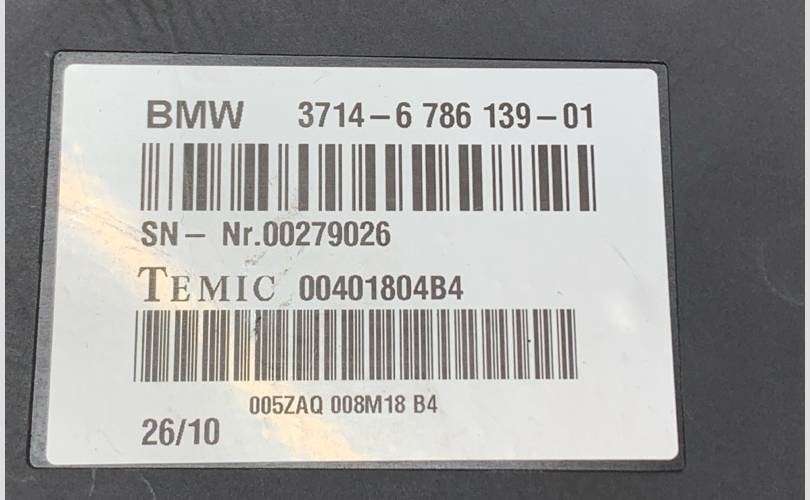 BMW 3714-6 786 139-01
SN- Nr.00279026
TEMIC 00401804B4
005ZAQ 008M18 B4
26/10